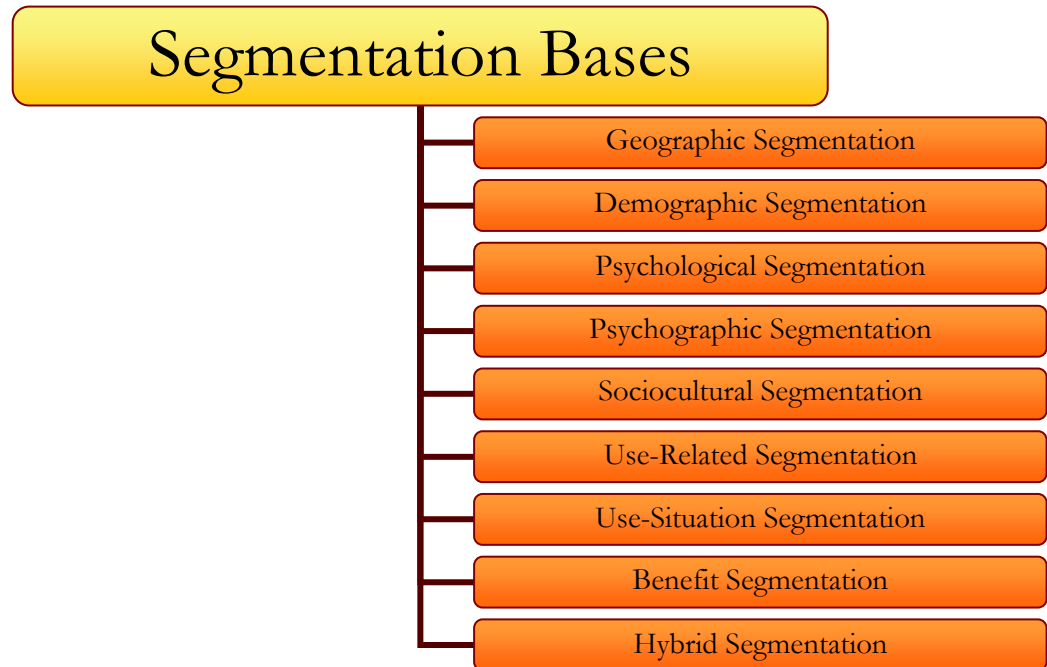 Segmentation Bases
Geographic Segmentation
Demographic Segmentation
Psychological Segmentation
Psychographic Segmentation
Sociocultural Segmentation
Use-Related Segmentation
Use-Situation Segmentation
Benefit Segmentation
Hybrid Segmentation